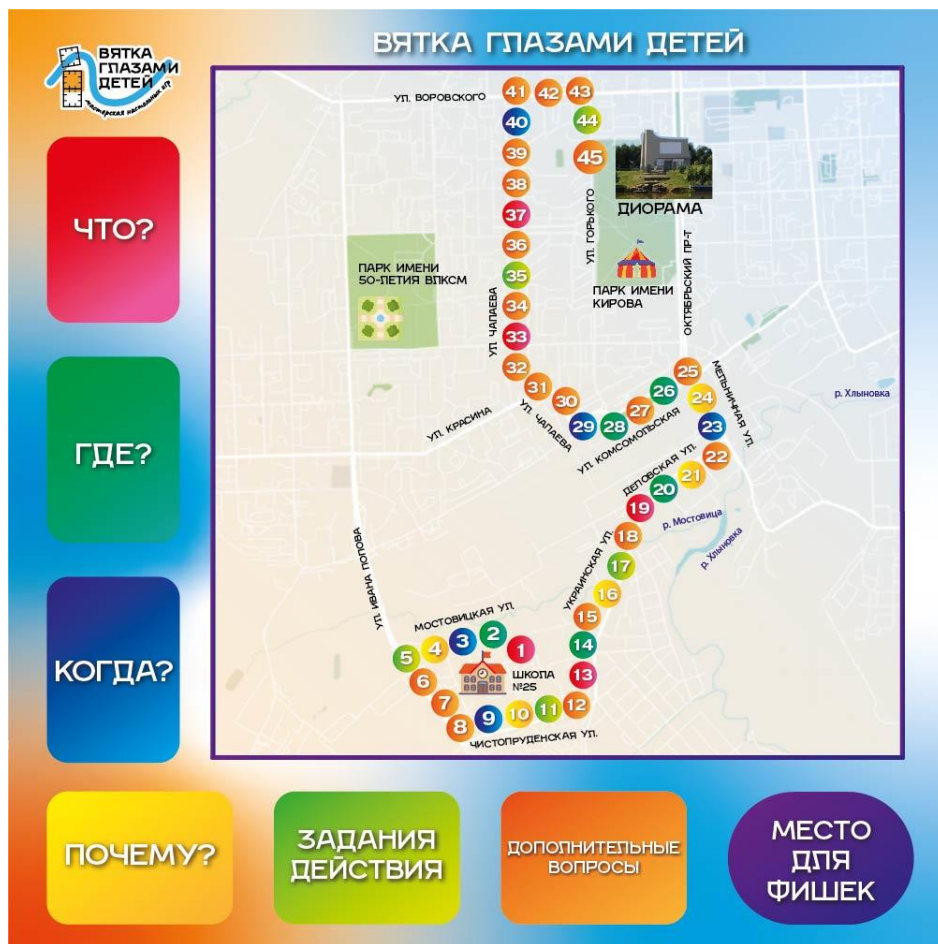 ВЯТКА ГЛАЗАМИ ДЕТЕЙ
ВЯТКА
ГЛАЗАМИ
ДЕТЕЙ
мастерская настольных игр
ЧТО?
ГДЕ?
КОГДА?
УЛ. ВОРОВСКОГО
41
42
43
40
44
39
45
38
37
36
35
34
33
32
31
30
29
28
27
26
25
24
23
22
21
20
19
18
17
16
15
14
13
12
11
10
9
8
7
6
5
4
3
2
1
ДИОРАМА
УЛ. ГОРЬКОГО
ОКТЯБРЬСКИЙ ПР-Т
ПАРК ИМЕНИ
50-ЛЕТИЯ ВЛКСМ
ПАРК ИМЕНИ
КИРОВА
УЛ. ЧАПАЕВА
МЕЛЬНИЧНАЯ УЛ.
р. Хлыновка
УЛ. КРАСИНА
УЛ. ЧАПАЕВА
УЛ. КОМСОМОЛЬСКАЯ
ДЕПОВСКАЯ УЛ.
р. Мостовица
р. Хлыновка
УКРАИНСКАЯ УЛ.
УЛ. ИВАНА ПОПОВА
МОСТОВИЦКАЯ УЛ.
ШКОЛА
№25
ЧИСТОПРУДЕНСКАЯ УЛ.
ПОЧЕМУ?
ЗАДАНИЯ
ДЕЙСТВИЯ
ДОПОЛНИТЕЛЬНЫЕ
ВОПРОСЫ
МЕСТО
ДЛЯ
ФИШЕК